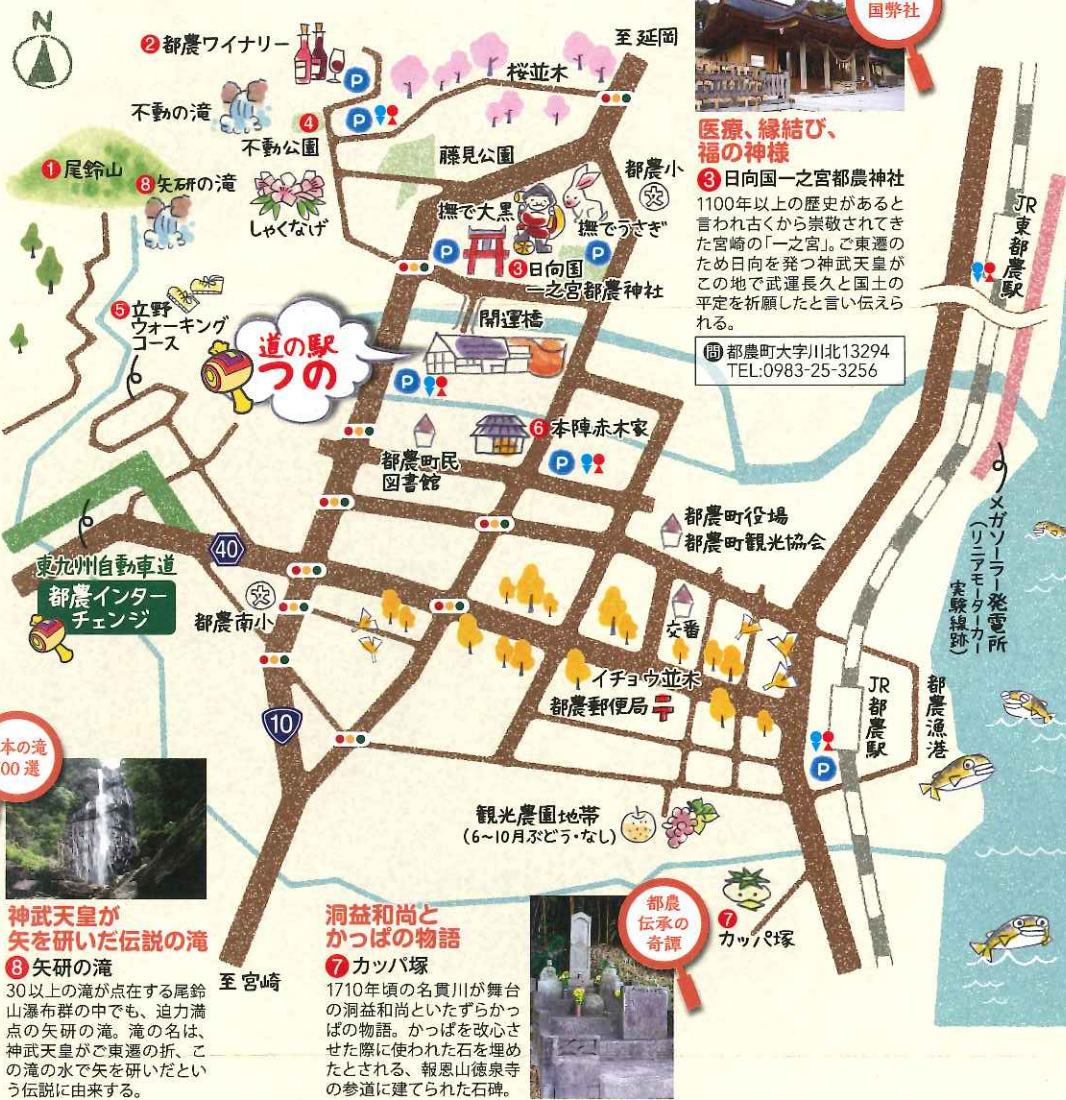 N
②都農ワイナリー
P
P
桜並木
至延岡
不動の滝
④
不動公園
藤見公園
①尾鈴山
⑧矢研の滝
しゃくなげ
都農小
文
撫で大黒
撫でうさぎ
P
P
③日向国
一之宮都農神社
⑤立野
ウォーキング
コース
開運橋
道の駅
つの
P
⑥本陣赤木家
都農町民
図書館
P
都農町役場
都農町観光協会
40
東九州自動車道
都農インター
チェンジ
文
都農南小
交番
イチョウ並木
都農郵便局
10
JR都農駅
都農漁港
P
JR東都農駅
メガソーラー発電所
(リニアモーターカー
実験線跡)
観光農園地帯
(6~10月ぶどう・なし)
⑦
カッパ塚
至宮崎
国弊社
医療、縁結び、
福の神様
③日向国一之宮都農神社
1100年以上の歴史があると
言われ古くから崇敬されてき
た宮崎の「一之宮」。ご東遷の
ため日向を発つ神武天皇が
この地で武運長久と国土の
平定を祈願したと言い伝えら
れる。
問 都農町大字川北13294
TEL:0983-25-3256
本の滝
00選
神武天皇が
矢を研いだ伝説の滝
⑧矢研の滝
30以上の滝が点在する尾鈴
山瀑布群の中でも、迫力満
点の矢研の滝。滝の名は、
神武天皇がご東遷の折、こ
の滝の水で矢を研いだとい
う伝説に由来する。
都農
伝承の
奇譚
洞益和尚と
かっぱの物語
⑦カッパ塚
1710年頃の名貫川が舞台
の洞益和尚といたずらかっ
ぱの物語。かっぱを改心さ
せた際に使われた石を埋め
たとされる、報恩山徳泉寺
の参道に建てられた石碑。